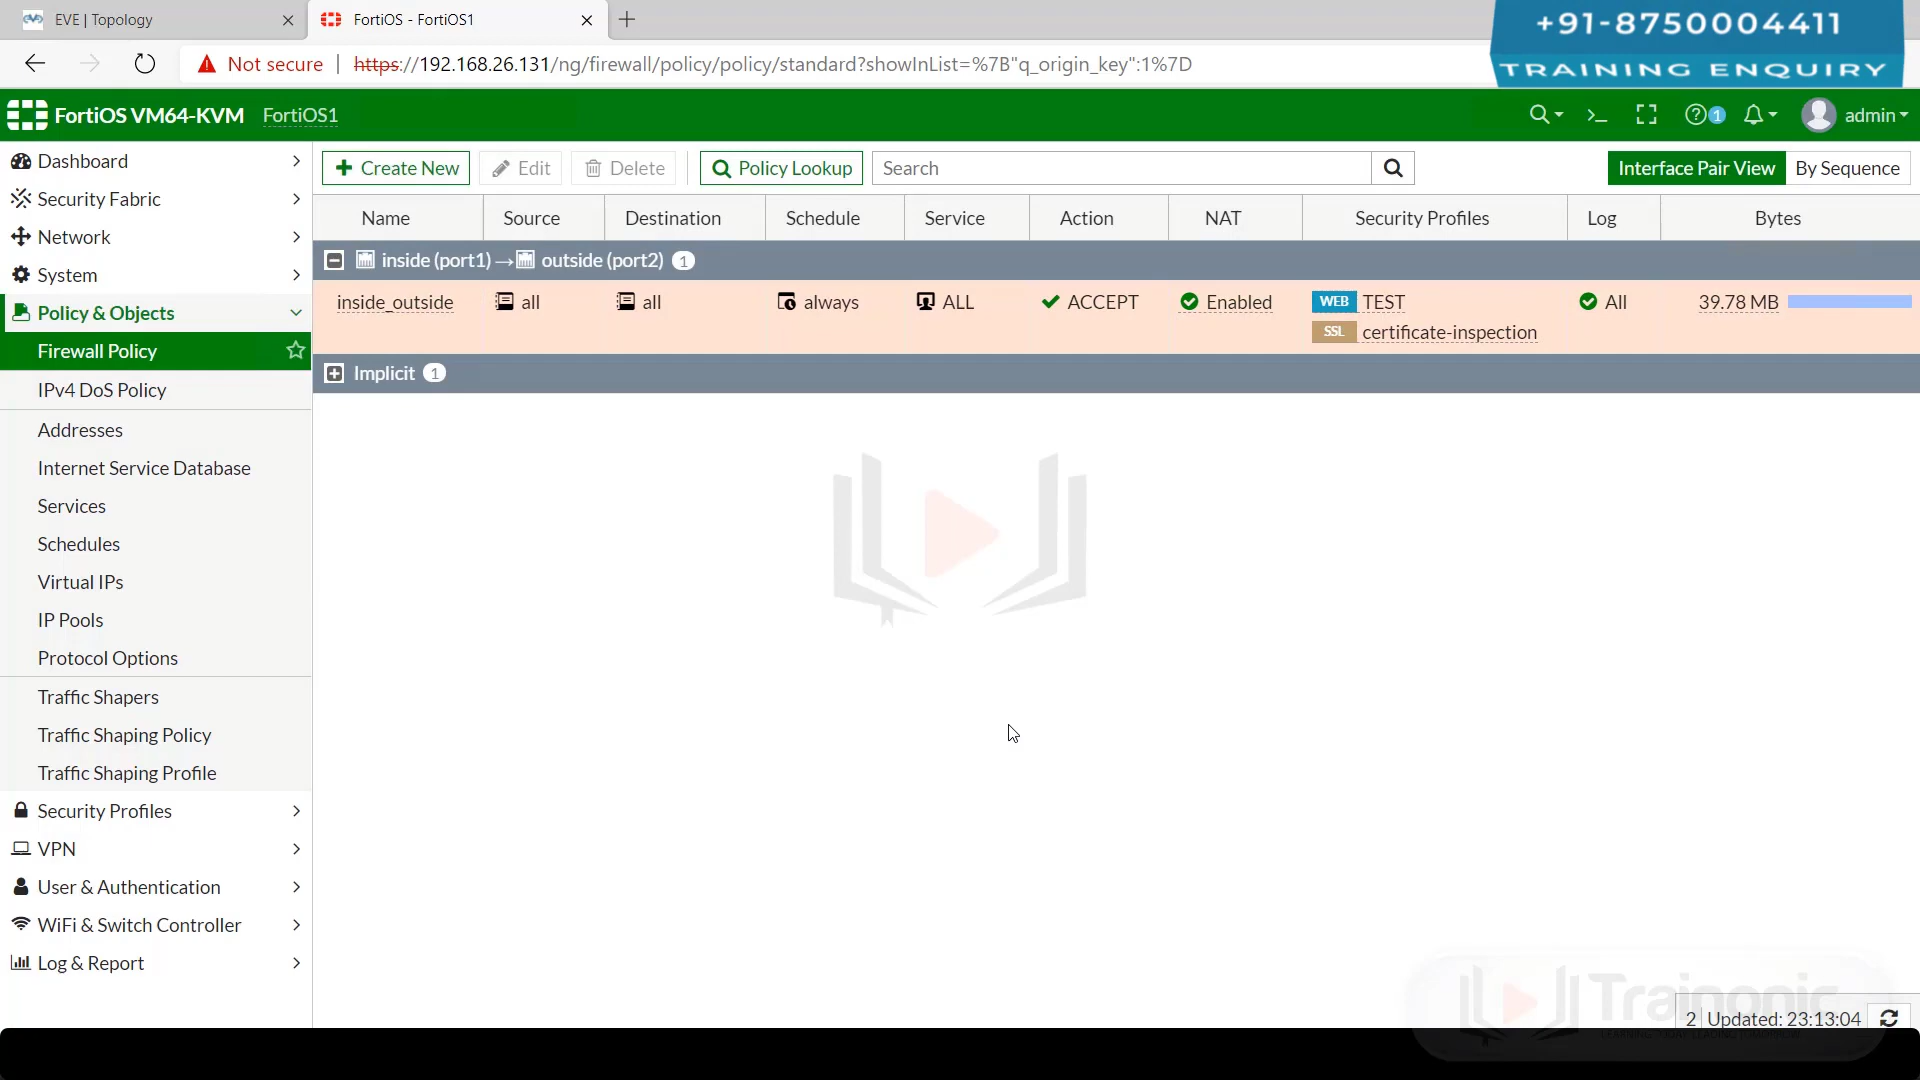 EVE | Topology
FortiOS - FortiOS1
+91-8750004411
TRAINING ENQUIRY
Not secure | https://192.168.26.131/ng/firewall/policy/policy/standard?showInList=%7B"q_origin_key":1%7D
FortiOS VM64-KVM FortiOS1
1
admin
Dashboard
Security Fabric
Network
System
Policy & Objects
Firewall Policy
IPv4 DoS Policy
Addresses
Internet Service Database
Services
Schedules
Virtual IPs
IP Pools
Protocol Options
Traffic Shapers
Traffic Shaping Policy
Traffic Shaping Profile
Security Profiles
VPN
User & Authentication
WiFi & Switch Controller
Log & Report
Create New Edit Delete Policy Lookup Search
Interface Pair View By Sequence
Name Source Destination Schedule Service Action NAT Security Profiles Log Bytes
inside (port1) → outside (port2) 1
inside_outside all all always ALL ACCEPT Enabled WEB TEST All 39.78 MB
SSL certificate-inspection
Implicit 1
Trainonic
2 Updated: 23:13:04